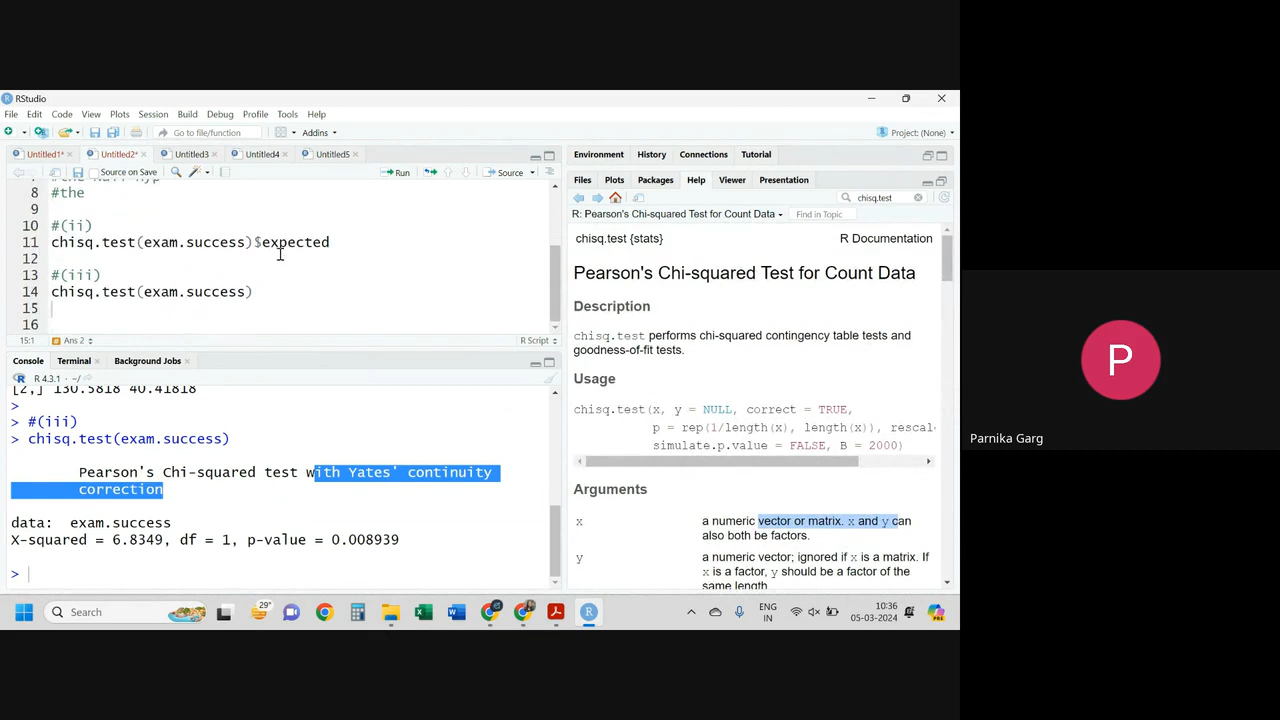 RStudio
File Edit Code View Plots Session Build Debug Profile Tools Help
Go to file/function Addins Project: (None)
Untitled1* Untitled2* Untitled3 Untitled4 Untitled5
Source on Save Run Source
8 #the
9
10 #(ii)
11 chisq.test(exam.success)$expected
12
13 #(iii)
14 chisq.test(exam.success)
15
16
15:1 Ans 2 R Script
Console Terminal Background Jobs
R 4.3.1 · ~/
[2,] 130.5818 40.41818
>
> #(iii)
> chisq.test(exam.success)
Pearson's Chi-squared test with Yates' continuity
correction
data: exam.success
X-squared = 6.8349, df = 1, p-value = 0.008939
>
Environment History Connections Tutorial
Files Plots Packages Help Viewer Presentation
chisq.test
R: Pearson's Chi-squared Test for Count Data Find in Topic
chisq.test {stats} R Documentation
Pearson's Chi-squared Test for Count Data
Description
chisq.test performs chi-squared contingency table tests and
goodness-of-fit tests.
Usage
chisq.test(x, y = NULL, correct = TRUE,
p = rep(1/length(x), length(x)), rescal
simulate.p.value = FALSE, B = 2000)
Arguments
x a numeric vector or matrix. x and y can
also both be factors.
y a numeric vector; ignored if x is a matrix. If
x is a factor, y should be a factor of the
same length
Search 29° ENG
IN 10:36
05-03-2024
P
Parnika Garg